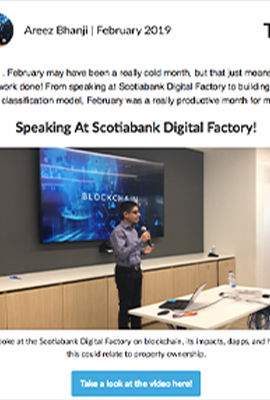 Areez Bhanji | February 2019
T
. February may have been a really cold month, but that just means
work done! From speaking at Scotiabank Digital Factory to building
classification model, February was a really productive month for m
Speaking At Scotiabank Digital Factory!
BLOCKCHAIN
oke at the Scotiabank Digital Factory on blockchain, its impacts, dapps, and h
this could relate to property ownership.
Take a look at the video here!